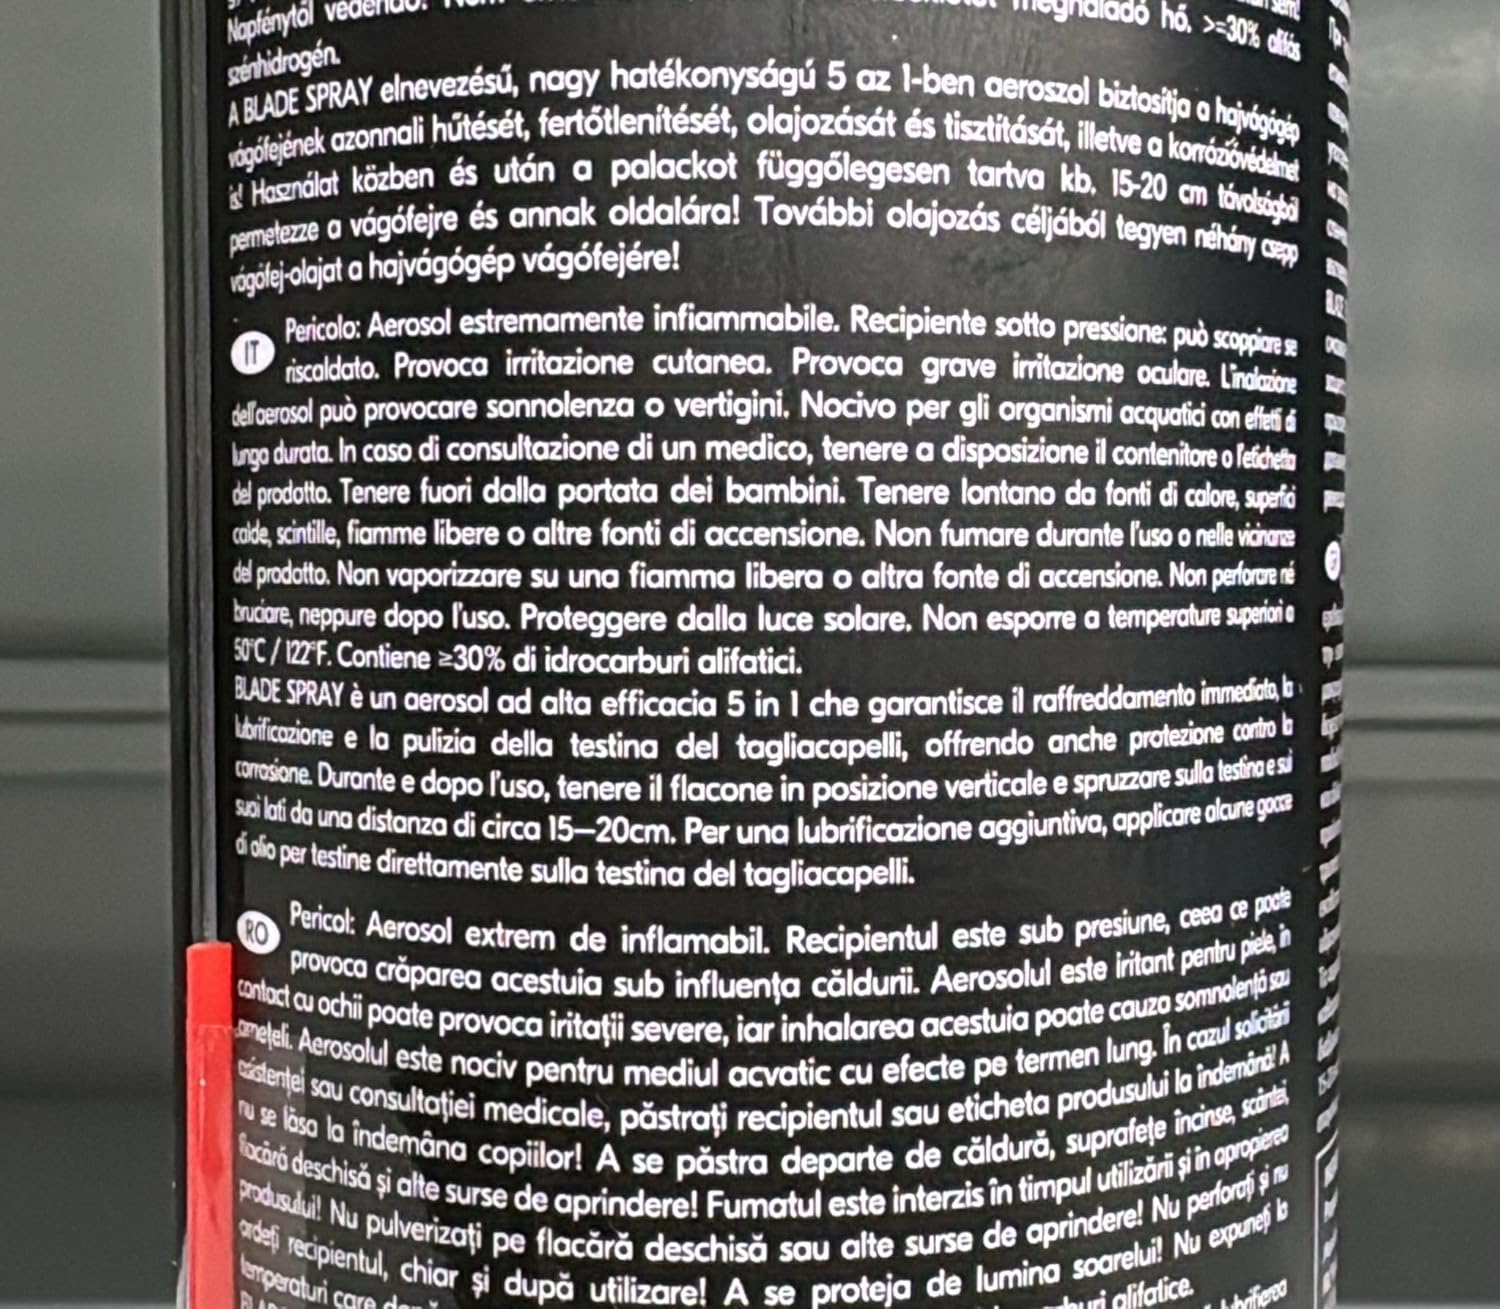 Napfénytől védendő!
meghaladó hő. >=30% alifás
szénhidrogén.
A BLADE SPRAY elnevezésű, nagy hatékonyságú 5 az 1-ben aeroszol biztosítja a hajvágógép
vágófejének azonnali hűtését, fertőtlenítését, olajozását és tisztítását, illetve a korrózióvédelmet
is! Használat közben és után a palackot függőlegesen tartva kb. 15-20 cm távolságból
permetezze a vágófejre és annak oldalára! További olajozás céljából tegyen néhány csepp
vágófej-olajat a hajvágógép vágófejére!
IT Pericolo: Aerosol estremamente infiammabile. Recipiente sotto pressione: può scoppiare se
riscaldato. Provoca irritazione cutanea. Provoca grave irritazione oculare. L'inalazione
dell'aerosol può provocare sonnolenza o vertigini. Nocivo per gli organismi acquatici con effetti di
lunga durata. In caso di consultazione di un medico, tenere a disposizione il contenitore o l'etichetta
del prodotto. Tenere fuori dalla portata dei bambini. Tenere lontano da fonti di calore, superfici
calde, scintille, fiamme libere o altre fonti di accensione. Non fumare durante l'uso o nelle vicinanze
del prodotto. Non vaporizzare su una fiamma libera o altra fonte di accensione. Non perforare né
bruciare, neppure dopo l'uso. Proteggere dalla luce solare. Non esporre a temperature superiori a
50°C / 122°F. Contiene ≥30% di idrocarburi alifatici.
BLADE SPRAY è un aerosol ad alta efficacia 5 in 1 che garantisce il raffreddamento immediato, la
lubrificazione e la pulizia della testina del tagliacapelli, offrendo anche protezione contro la
corrosione. Durante e dopo l'uso, tenere il flacone in posizione verticale e spruzzare sulla testina e sui
suoi lati da una distanza di circa 15–20cm. Per una lubrificazione aggiuntiva, applicare alcune gocce
di olio per testine direttamente sulla testina del tagliacapelli.
RO Pericol: Aerosol extrem de inflamabil. Recipientul este sub presiune, ceea ce poate
provoca crăparea acestuia sub influența căldurii. Aerosolul este iritant pentru piele, în
contact cu ochii poate provoca iritații severe, iar inhalarea acestuia poate cauza somnolență sau
amețeli. Aerosolul este nociv pentru mediul acvatic cu efecte pe termen lung. În cazul solicitării
asistenței sau consultației medicale, păstrați recipientul sau eticheta produsului la îndemână! A
nu se lăsa la îndemâna copiilor! A se păstra departe de căldură, suprafețe încinse, scântei,
flacără deschisă și alte surse de aprindere! Fumatul este interzis în timpul utilizării și în apropierea
produsului! Nu pulverizați pe flacără deschisă sau alte surse de aprindere! Nu perforați și nu
ardeți recipientul, chiar și după utilizare! A se proteja de lumina soarelui! Nu expuneți la
temperaturi care
alifatice.